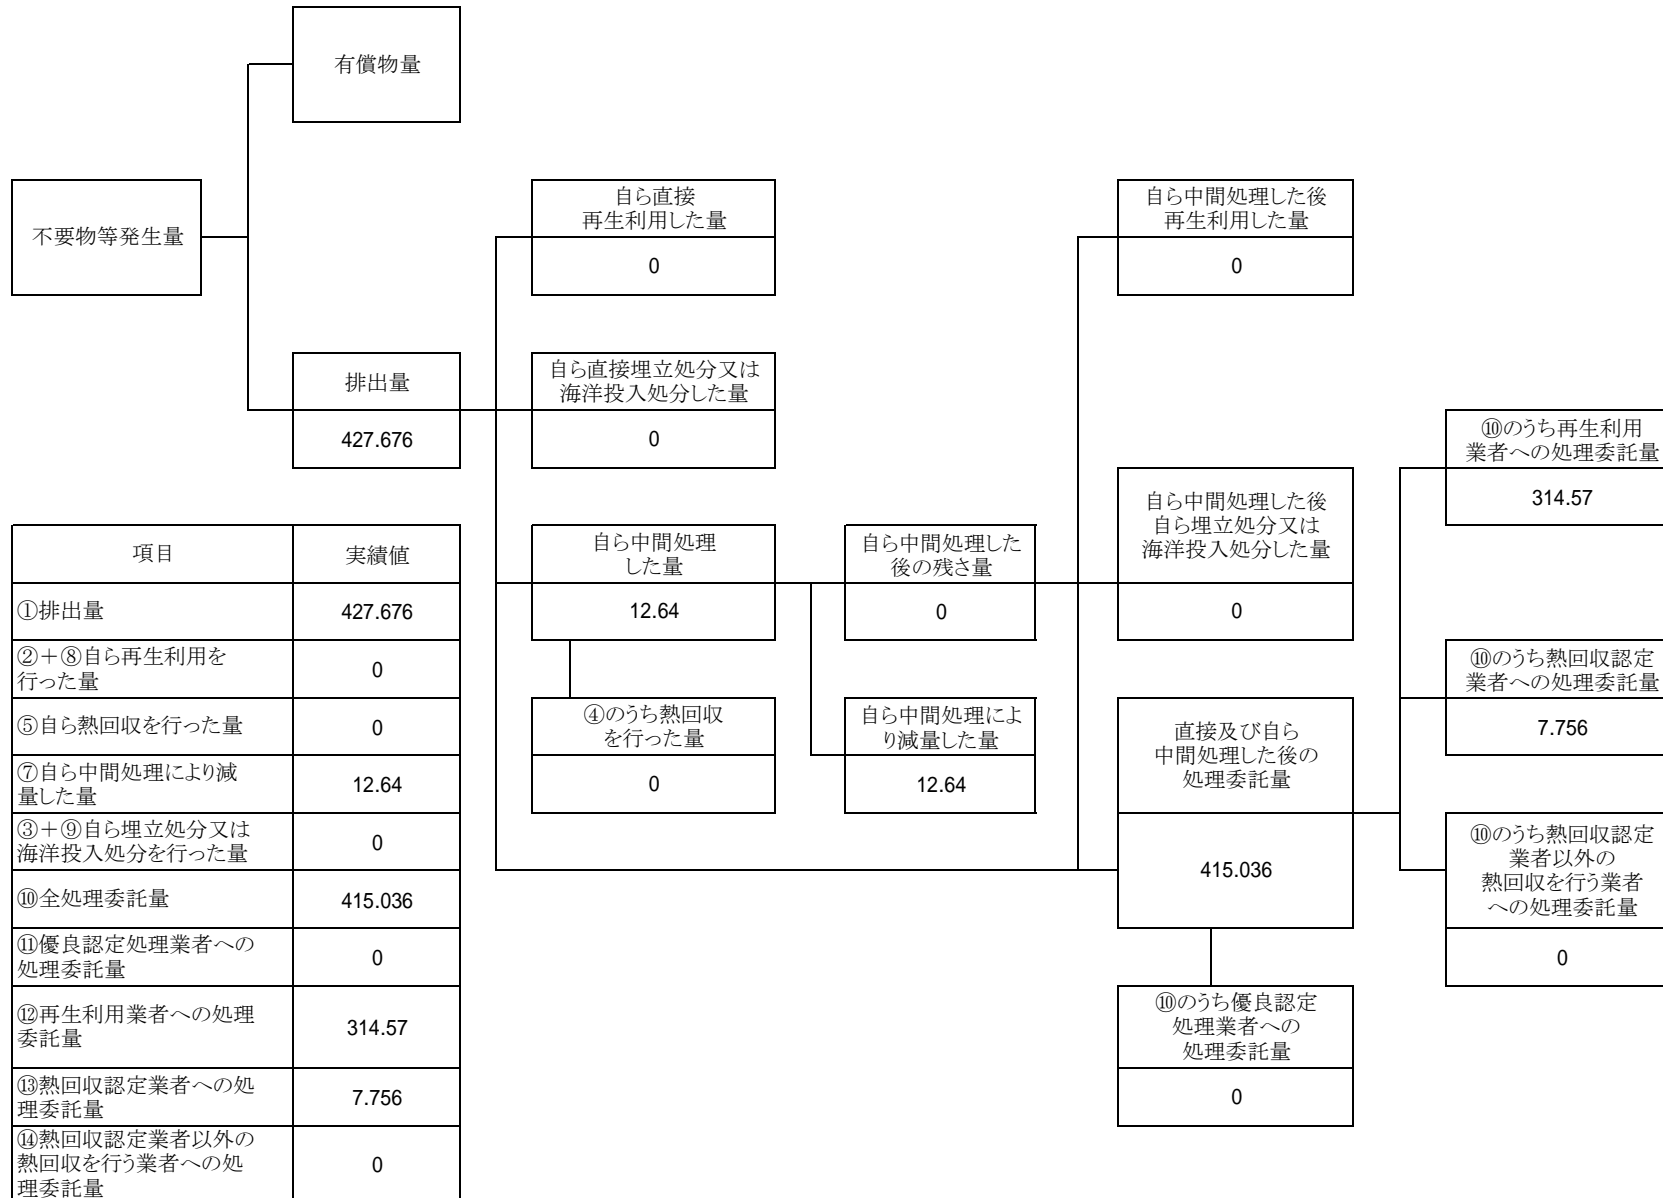 有償物量
不要物等発生量
自ら直接
再生利用した量
0
自ら中間処理した後
再生利用した量
0
排出量
427.676
自ら直接埋立処分又は
海洋投入処分した量
0
⑩のうち再生利用
業者への処理委託量
314.57
自ら中間処理した後
自ら埋立処分又は
海洋投入処分した量
0
自ら中間処理
した量
12.64
自ら中間処理した
後の残さ量
0
⑩のうち熱回収認定
業者への処理委託量
7.756
④のうち熱回収
を行った量
0
自ら中間処理によ
り減量した量
12.64
直接及び自ら
中間処理した後の
処理委託量
415.036
⑩のうち熱回収認定
業者以外の
熱回収を行う業者
への処理委託量
0
⑩のうち優良認定
処理業者への
処理委託量
0
項目 実績値
①排出量 427.676
②＋⑧自ら再生利用を
行った量 0
⑤自ら熱回収を行った量 0
⑦自ら中間処理により減
量した量 12.64
③＋⑨自ら埋立処分又は
海洋投入処分を行った量 0
⑩全処理委託量 415.036
⑪優良認定処理業者への
処理委託量 0
⑫再生利用業者への処理
委託量 314.57
⑬熱回収認定業者への処
理委託量 7.756
⑭熱回収認定業者以外の
熱回収を行う業者への処
理委託量 0